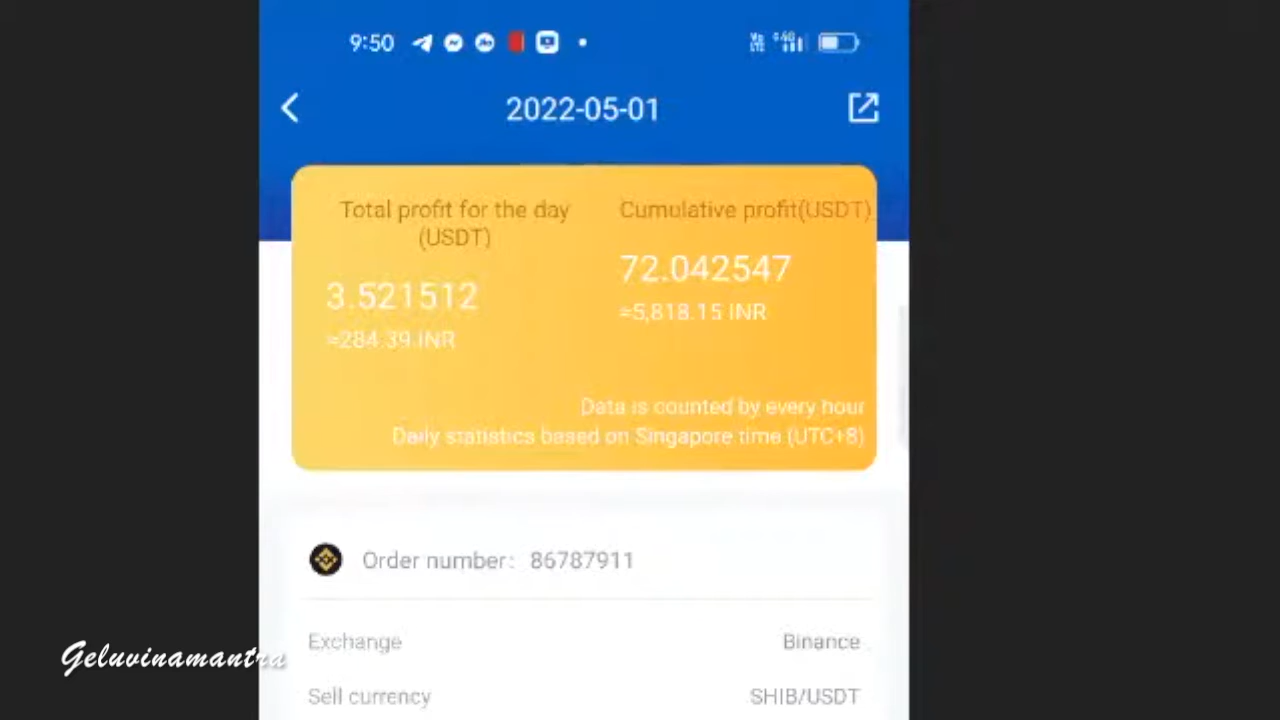 9:50
2022-05-01
Total profit for the day
(USDT)
3.521512
≈284.39 INR
Cumulative profit(USDT)
72.042547
≈5,818.15 INR
Data is counted by every hour
Daily statistics based on Singapore time (UTC+8)
Order number: 86787911
Exchange Binance
Sell currency SHIB/USDT
Geluvinamantra